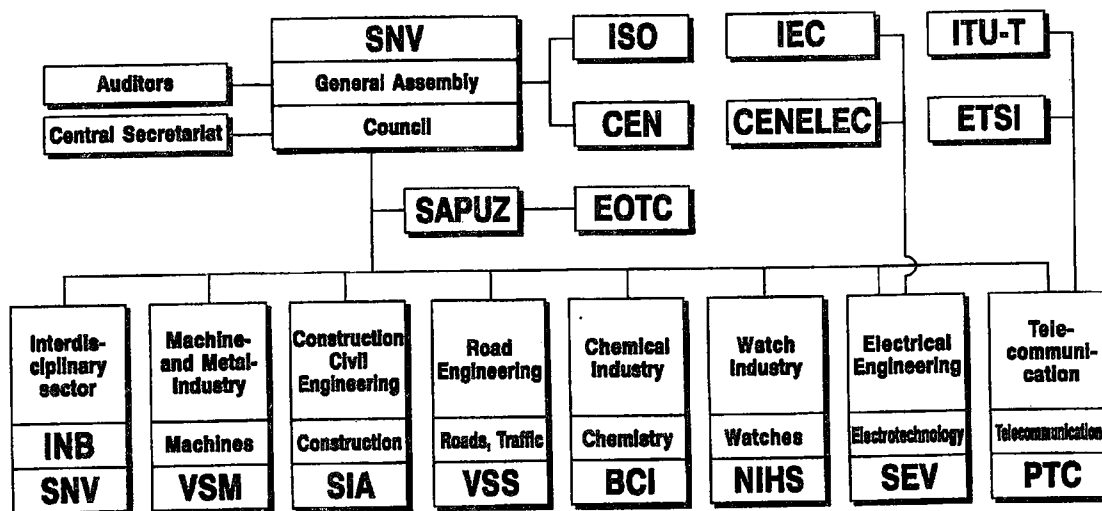 SNV
General Assembly
Council
Auditors
Central Secretariat
ISO
CEN
IEC
CENELEC
ITU-T
ETSI
SAPUZ
EOTC
Interdis-
ciplinary
sector
INB
SNV
Machine-
and Metal-
Industry
Machines
VSM
Construction
Civil
Engineering
Construction
SIA
Road
Engineering
Roads, Traffic
VSS
Chemical
Industry
Chemistry
BCI
Watch
Industry
Watches
NIHS
Electrical
Engineering
Electrotechnology
SEV
Tele-
communi-
cation
Telecommunication
PTC